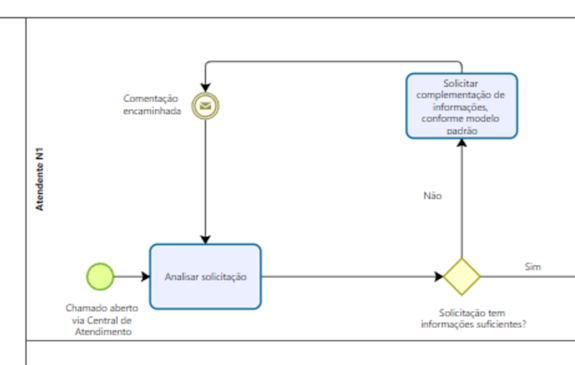 Atendente N1
Comentação
encaminhada
Solicitar
complementação de
informações,
conforme modelo
padrão
Não
Analisar solicitação
Sim
Chamado aberto
via Central de
Atendimento
Solicitação tem
informações suficientes?